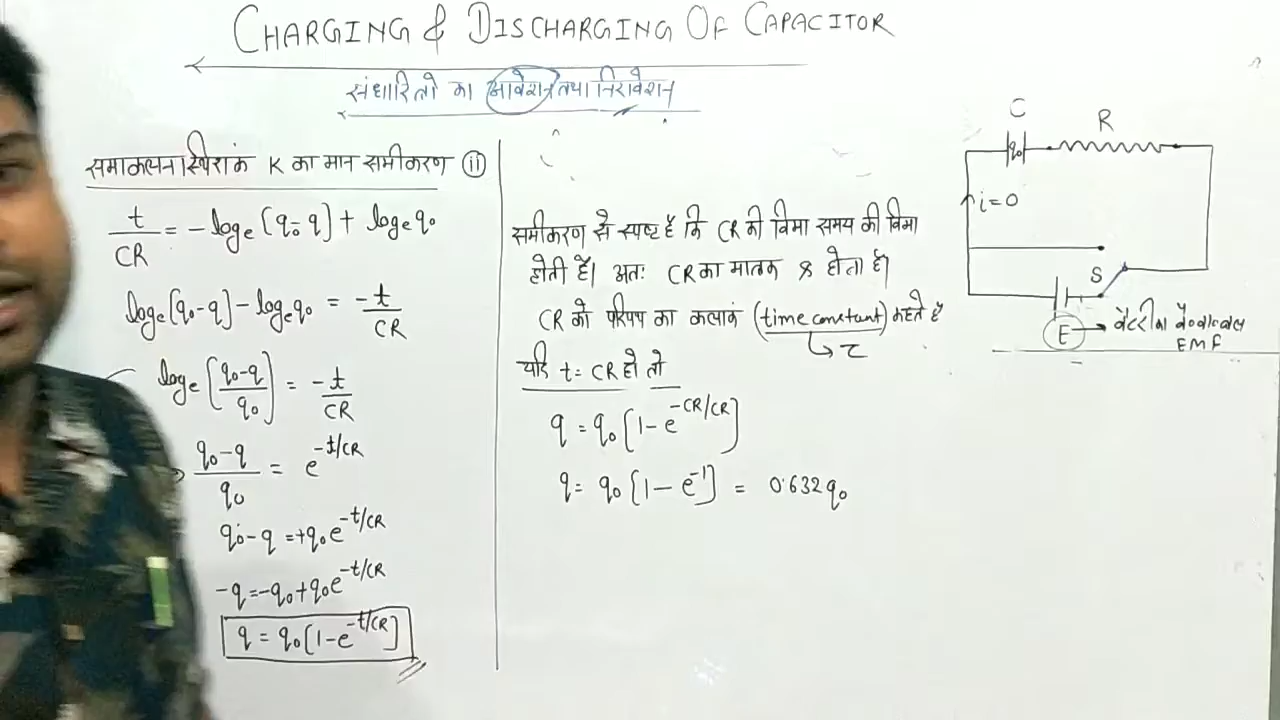 CHARGING & DISCHARGING OF CAPACITOR
संधारितो का आवेशन तथा निरावेशन
समाकलन स्थिरांक K का मान समीकरण (ii)
t/CR = -logₑ[q₀-q] + logₑq₀
logₑ[q₀-q] - logₑq₀ = -t/CR
logₑ[(q₀-q)/q₀] = -t/CR
(q₀-q)/q₀ = e^(-t/CR)
q₀-q = +q₀e^(-t/CR)
-q = -q₀+q₀e^(-t/CR)
q = q₀[1-e^(-t/CR)]
समीकरण से स्पष्ट है कि CR की विमा समय की विमा
होती है। अतः CR का मात्रक s होता है।
CR को परिपथ का कलांक (time constant) कहते है
τ
यदि t = CR हो तो
q = q₀[1-e^(-CR/CR)]
q = q₀[1-e⁻¹] = 0.632q₀
C
R
q₀
i=0
S
E → बैटरी का वि०वा०बल
EMF